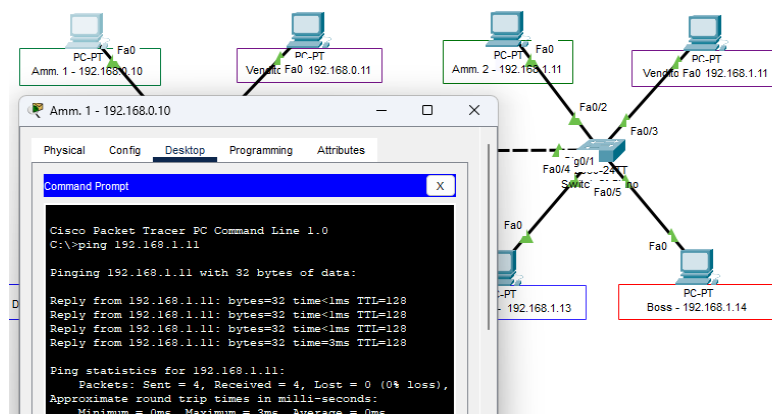 PC-PT
Fa0
Amm. 1 - 192.168.0.10
PC-PT
Fa0
192.168.0.11
PC-PT
Fa0
Amm. 2 - 192.168.1.11
PC-PT
Fa0
192.168.1.11
Amm. 1 - 192.168.0.10
Physical
Config
Desktop
Programming
Attributes
Command Prompt
X
Cisco Packet Tracer PC Command Line 1.0
C:\>ping 192.168.1.11
Pinging 192.168.1.11 with 32 bytes of data:
Reply from 192.168.1.11: bytes=32 time<1ms TTL=128
Reply from 192.168.1.11: bytes=32 time<1ms TTL=128
Reply from 192.168.1.11: bytes=32 time<1ms TTL=128
Reply from 192.168.1.11: bytes=32 time=3ms TTL=128
Ping statistics for 192.168.1.11:
Packets: Sent = 4, Received = 4, Lost = 0 (0% loss),
Approximate round trip times in milli-seconds:
Minimum = 0ms, Maximum = 3ms, Average = 0ms
Fa0/2
Fa0/3
Fa0/4
Fa0/5
Fa0
Fa0
PC-PT
- 192.168.1.13
PC-PT
Boss - 192.168.1.14
D